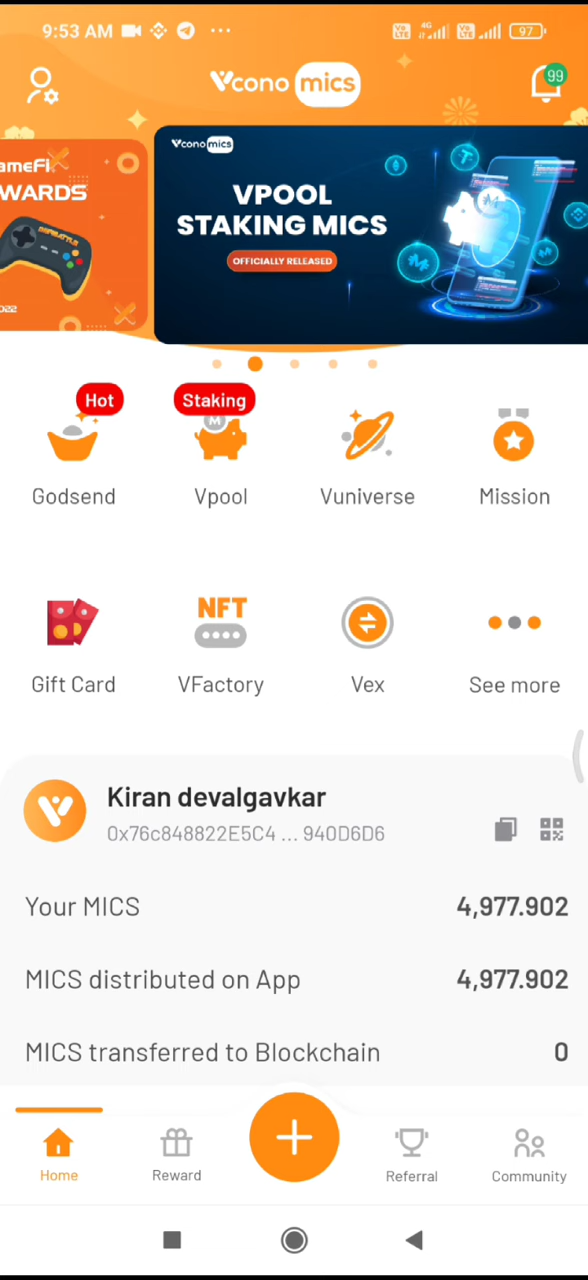 9:53 AM
4G
97
Vcono mics
99
ameFi
WARDS
Vcono mics
VPOOL
STAKING MICS
OFFICIALLY RELEASED
Hot
Staking
Godsend
Vpool
Vuniverse
Mission
NFT
Gift Card
VFactory
Vex
See more
Kiran devalgavkar
0x76c848822E5C4 ... 940D6D6
Your MICS
4,977.902
MICS distributed on App
4,977.902
MICS transferred to Blockchain
0
Home
Reward
Referral
Community